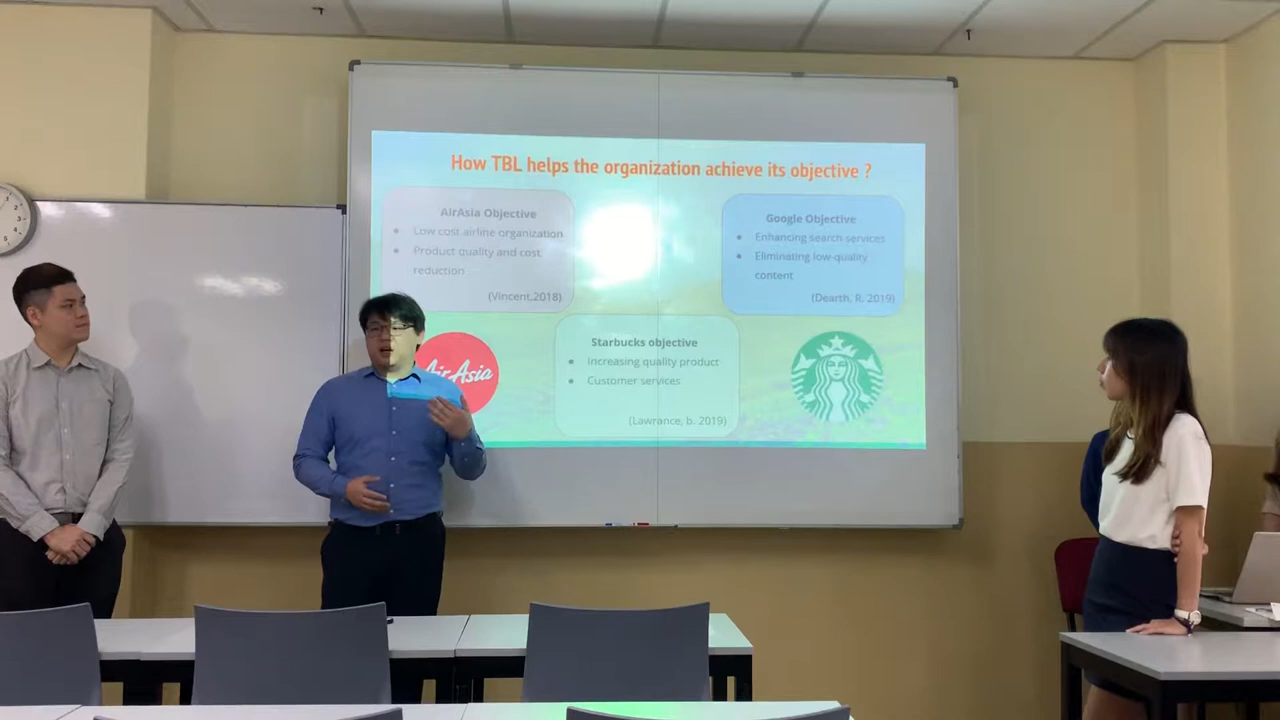 How TBL helps the organization achieve its objective ?
AirAsia Objective
● Low cost airline organization
● Product quality and cost
reduction
(Vincent,2018)
Google Objective
● Enhancing search services
● Eliminating low-quality
content
(Dearth, R. 2019)
Starbucks objective
● Increasing quality product
● Customer services
(Lawrance, b. 2019)
AirAsia